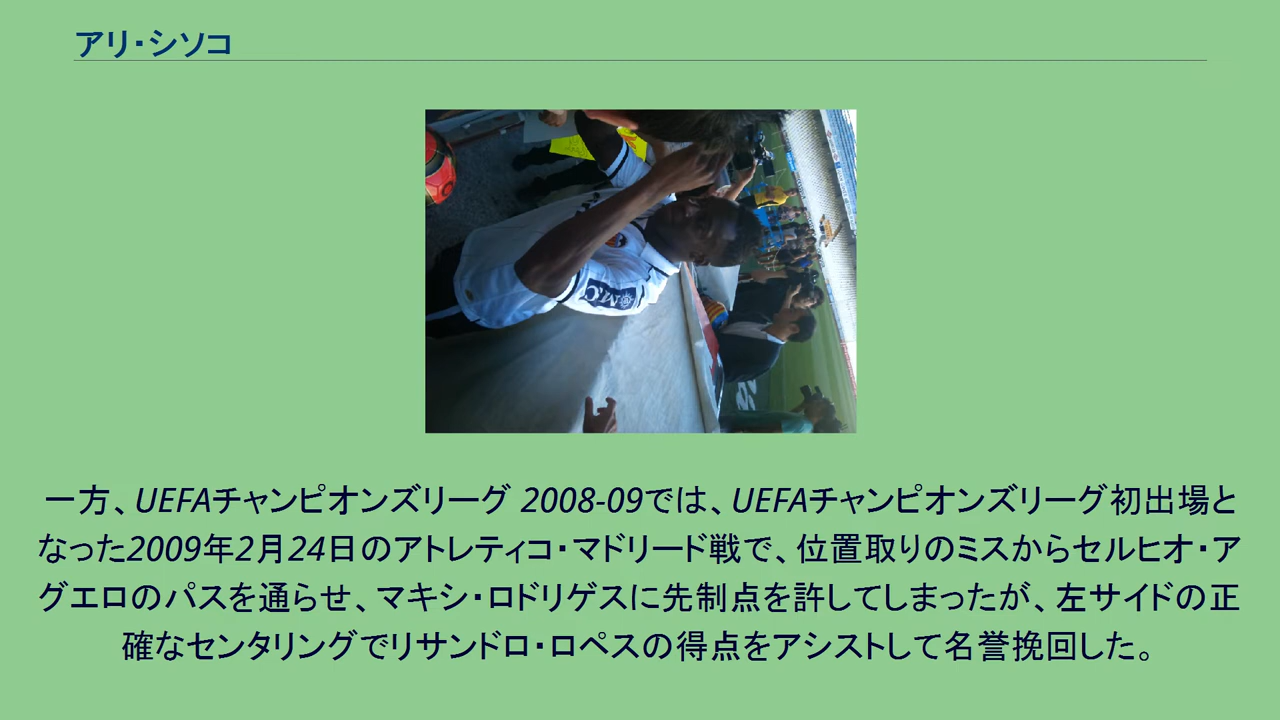 アリ・シソコ
一方、UEFAチャンピオンズリーグ 2008-09では、UEFAチャンピオンズリーグ初出場と
なった2009年2月24日のアトレティコ・マドリード戦で、位置取りのミスからセルヒオ・ア
グエロのパスを通らせ、マキシ・ロドリゲスに先制点を許してしまったが、左サイドの正
確なセンタリングでリサンドロ・ロペスの得点をアシストして名誉挽回した。